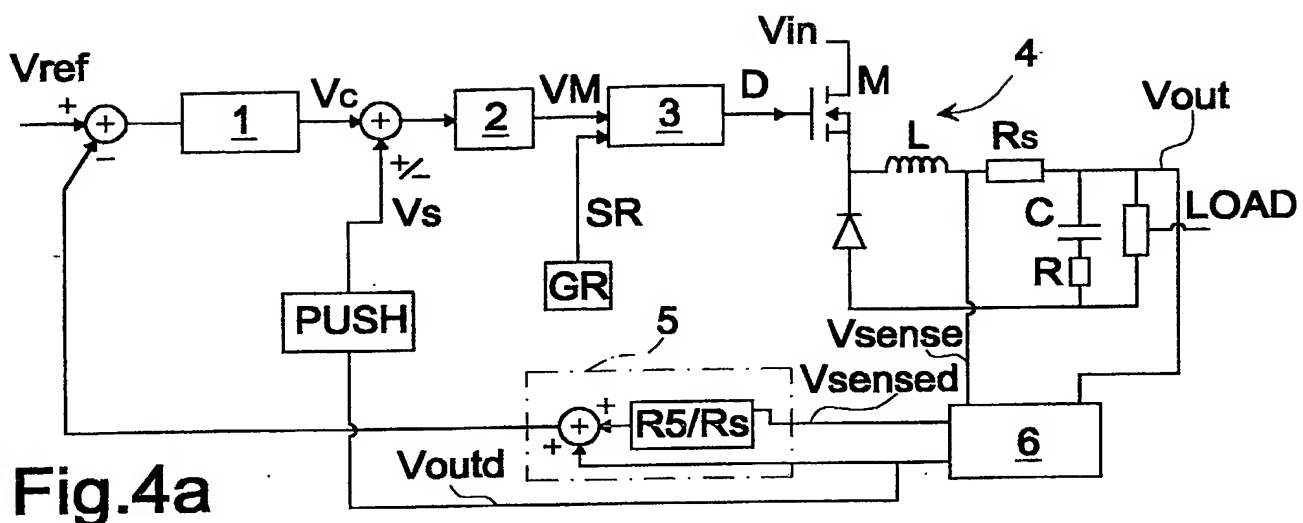 Vin
Vref
+
+
-
1
Vc
+
+/-
Vs
2
VM
3
D
M
4
Vout
L
Rs
C
R
LOAD
SR
GR
PUSH
5
Vsense
Vsensed
+
+
+
R5/Rs
6
Voutd
Fig.4a